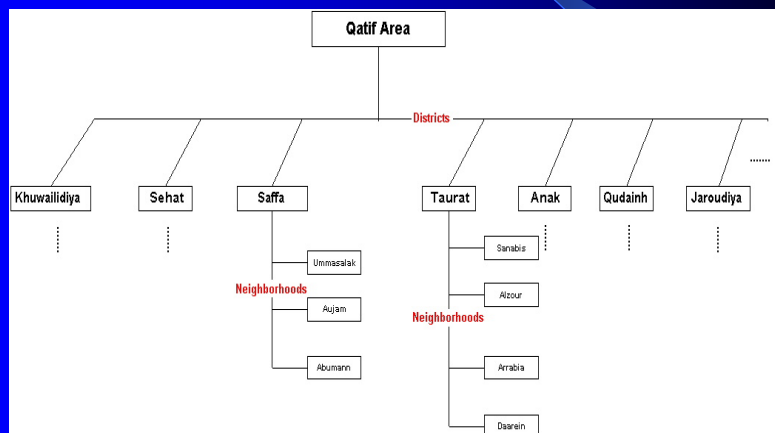 Qatif Area
Districts
Khuwailidiya
Sehat
Saffa
Taurat
Anak
Qudainh
Jaroudiya
Ummasalak
Neighborhoods
Aujam
Abumann
Sanabis
Alzour
Neighborhoods
Arrabia
Daarein